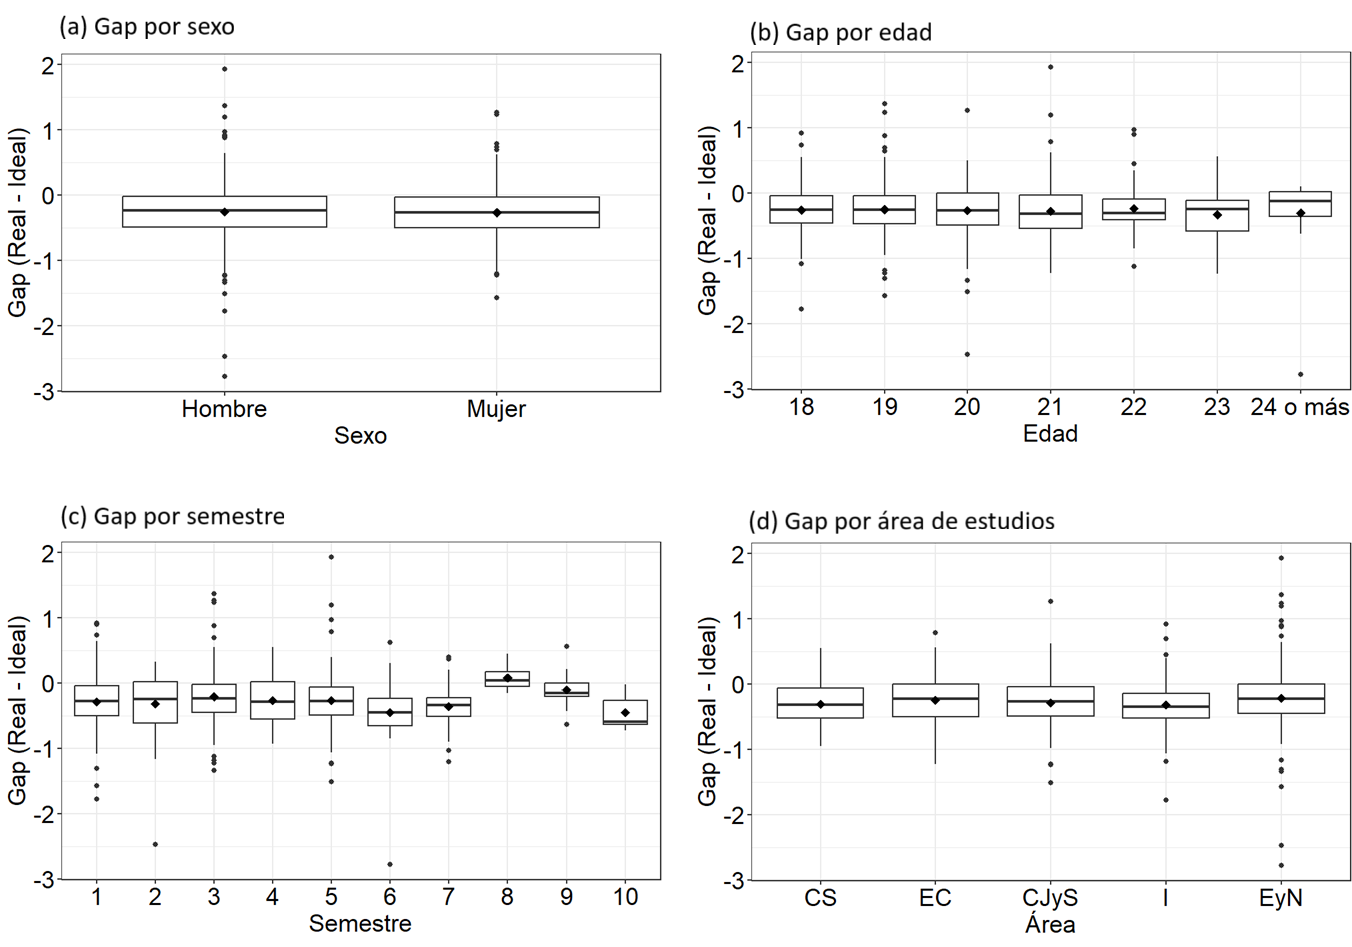 (a) Gap por sexo
Gap (Real - Ideal)
2
1
0
-1
-2
-3
Hombre Mujer
Sexo
(b) Gap por edad
Gap (Real - Ideal)
2
1
0
-1
-2
-3
18 19 20 21 22 23 24 o más
Edad
(c) Gap por semestre
Gap (Real - Ideal)
2
1
0
-1
-2
-3
1 2 3 4 5 6 7 8 9 10
Semestre
(d) Gap por área de estudios
Gap (Real - Ideal)
2
1
0
-1
-2
-3
CS EC CJyS I EyN
Área